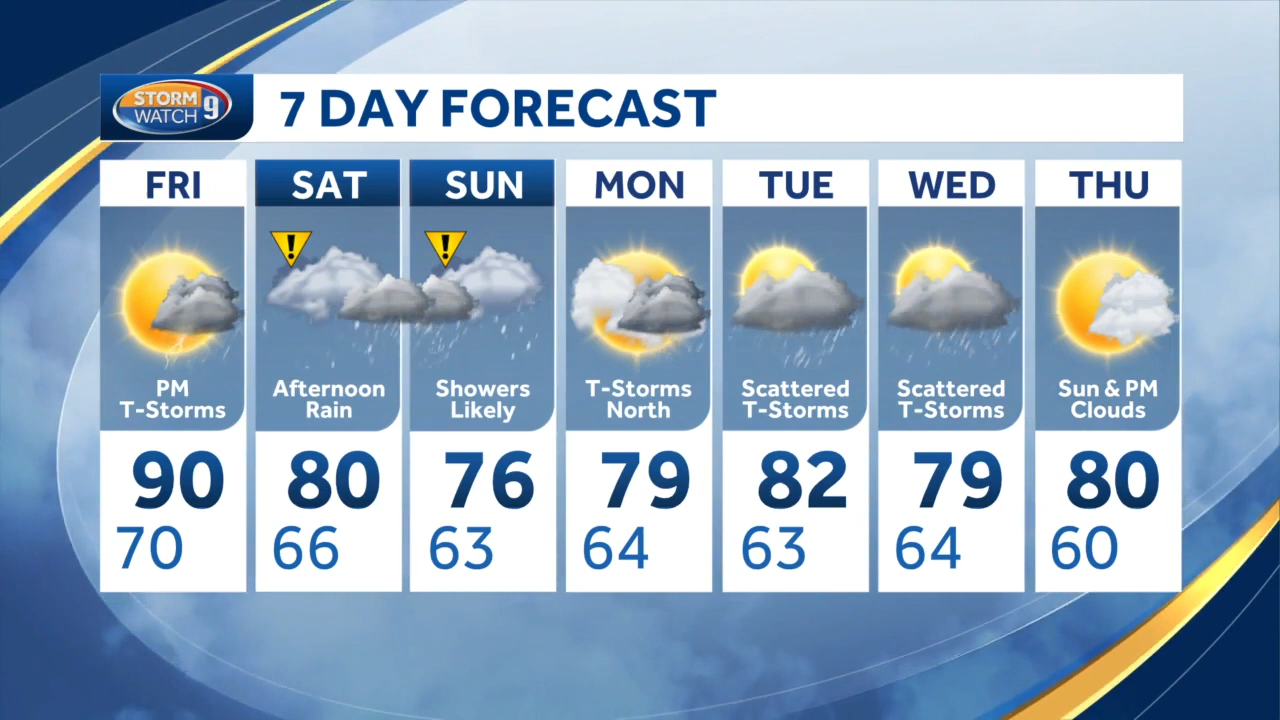 STORM
WATCH 9
7 DAY FORECAST
FRI
SAT
SUN
MON
TUE
WED
THU
!
!
PM
T-Storms
Afternoon
Rain
Showers
Likely
T-Storms
North
Scattered
T-Storms
Scattered
T-Storms
Sun & PM
Clouds
90
80
76
79
82
79
80
70
66
63
64
63
64
60